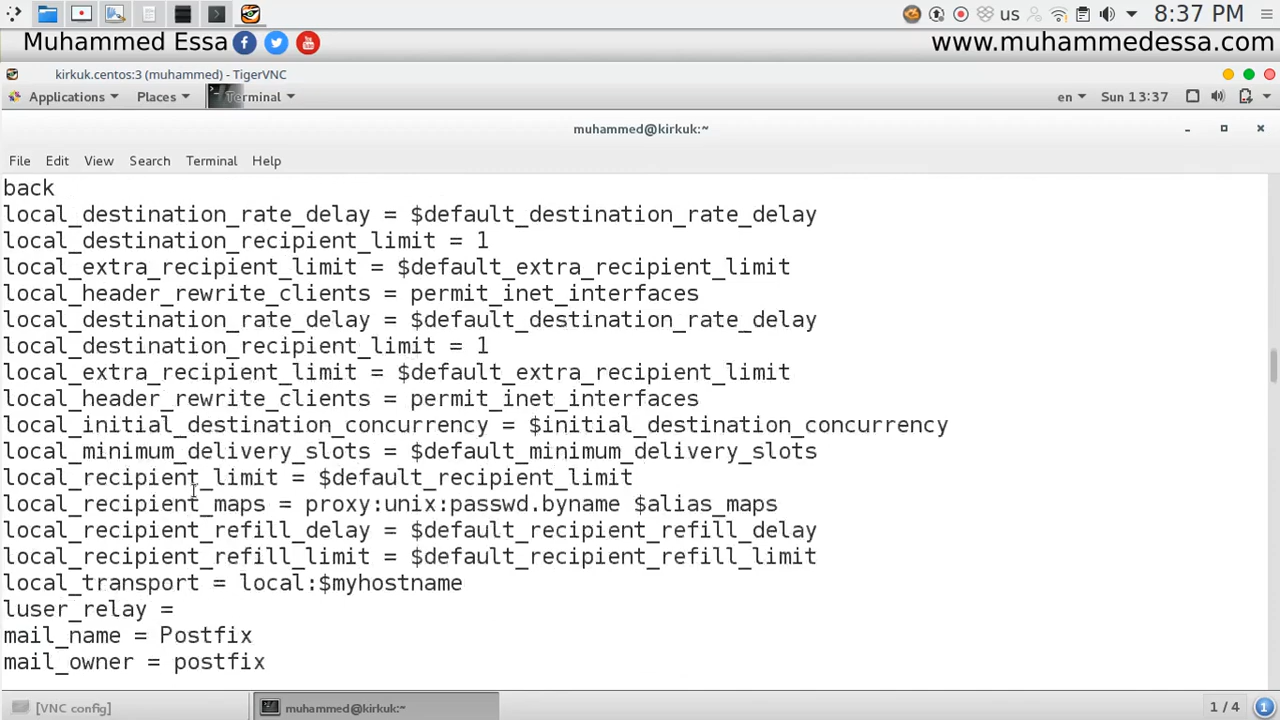 us
8:37 PM
Muhammed Essa
www.muhammedessa.com
kirkuk.centos:3 (muhammed) - TigerVNC
Applications
Places
Terminal
en
Sun 13:37
muhammed@kirkuk:~
File Edit View Search Terminal Help
back
local_destination_rate_delay = $default_destination_rate_delay
local_destination_recipient_limit = 1
local_extra_recipient_limit = $default_extra_recipient_limit
local_header_rewrite_clients = permit_inet_interfaces
local_destination_rate_delay = $default_destination_rate_delay
local_destination_recipient_limit = 1
local_extra_recipient_limit = $default_extra_recipient_limit
local_header_rewrite_clients = permit_inet_interfaces
local_initial_destination_concurrency = $initial_destination_concurrency
local_minimum_delivery_slots = $default_minimum_delivery_slots
local_recipient_limit = $default_recipient_limit
local_recipient_maps = proxy:unix:passwd.byname $alias_maps
local_recipient_refill_delay = $default_recipient_refill_delay
local_recipient_refill_limit = $default_recipient_refill_limit
local_transport = local:$myhostname
luser_relay =
mail_name = Postfix
mail_owner = postfix
[VNC config]
muhammed@kirkuk:~
1 / 4
1